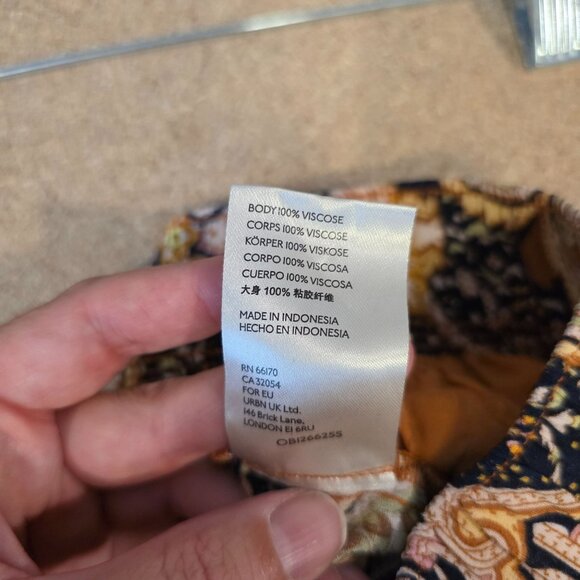 BODY 100% VISCOSE
CORPS 100% VISCOSE
KÖRPER 100% VISKOSE
CORPO 100% VISCOSA
CUERPO 100% VISCOSA
大身 100% 粘胶纤维
MADE IN INDONESIA
HECHO EN INDONESIA
RN 66170
CA 32054
FOR EU
URBN UK Ltd.
146 Brick Lane,
LONDON E1 6RU
OB1266255